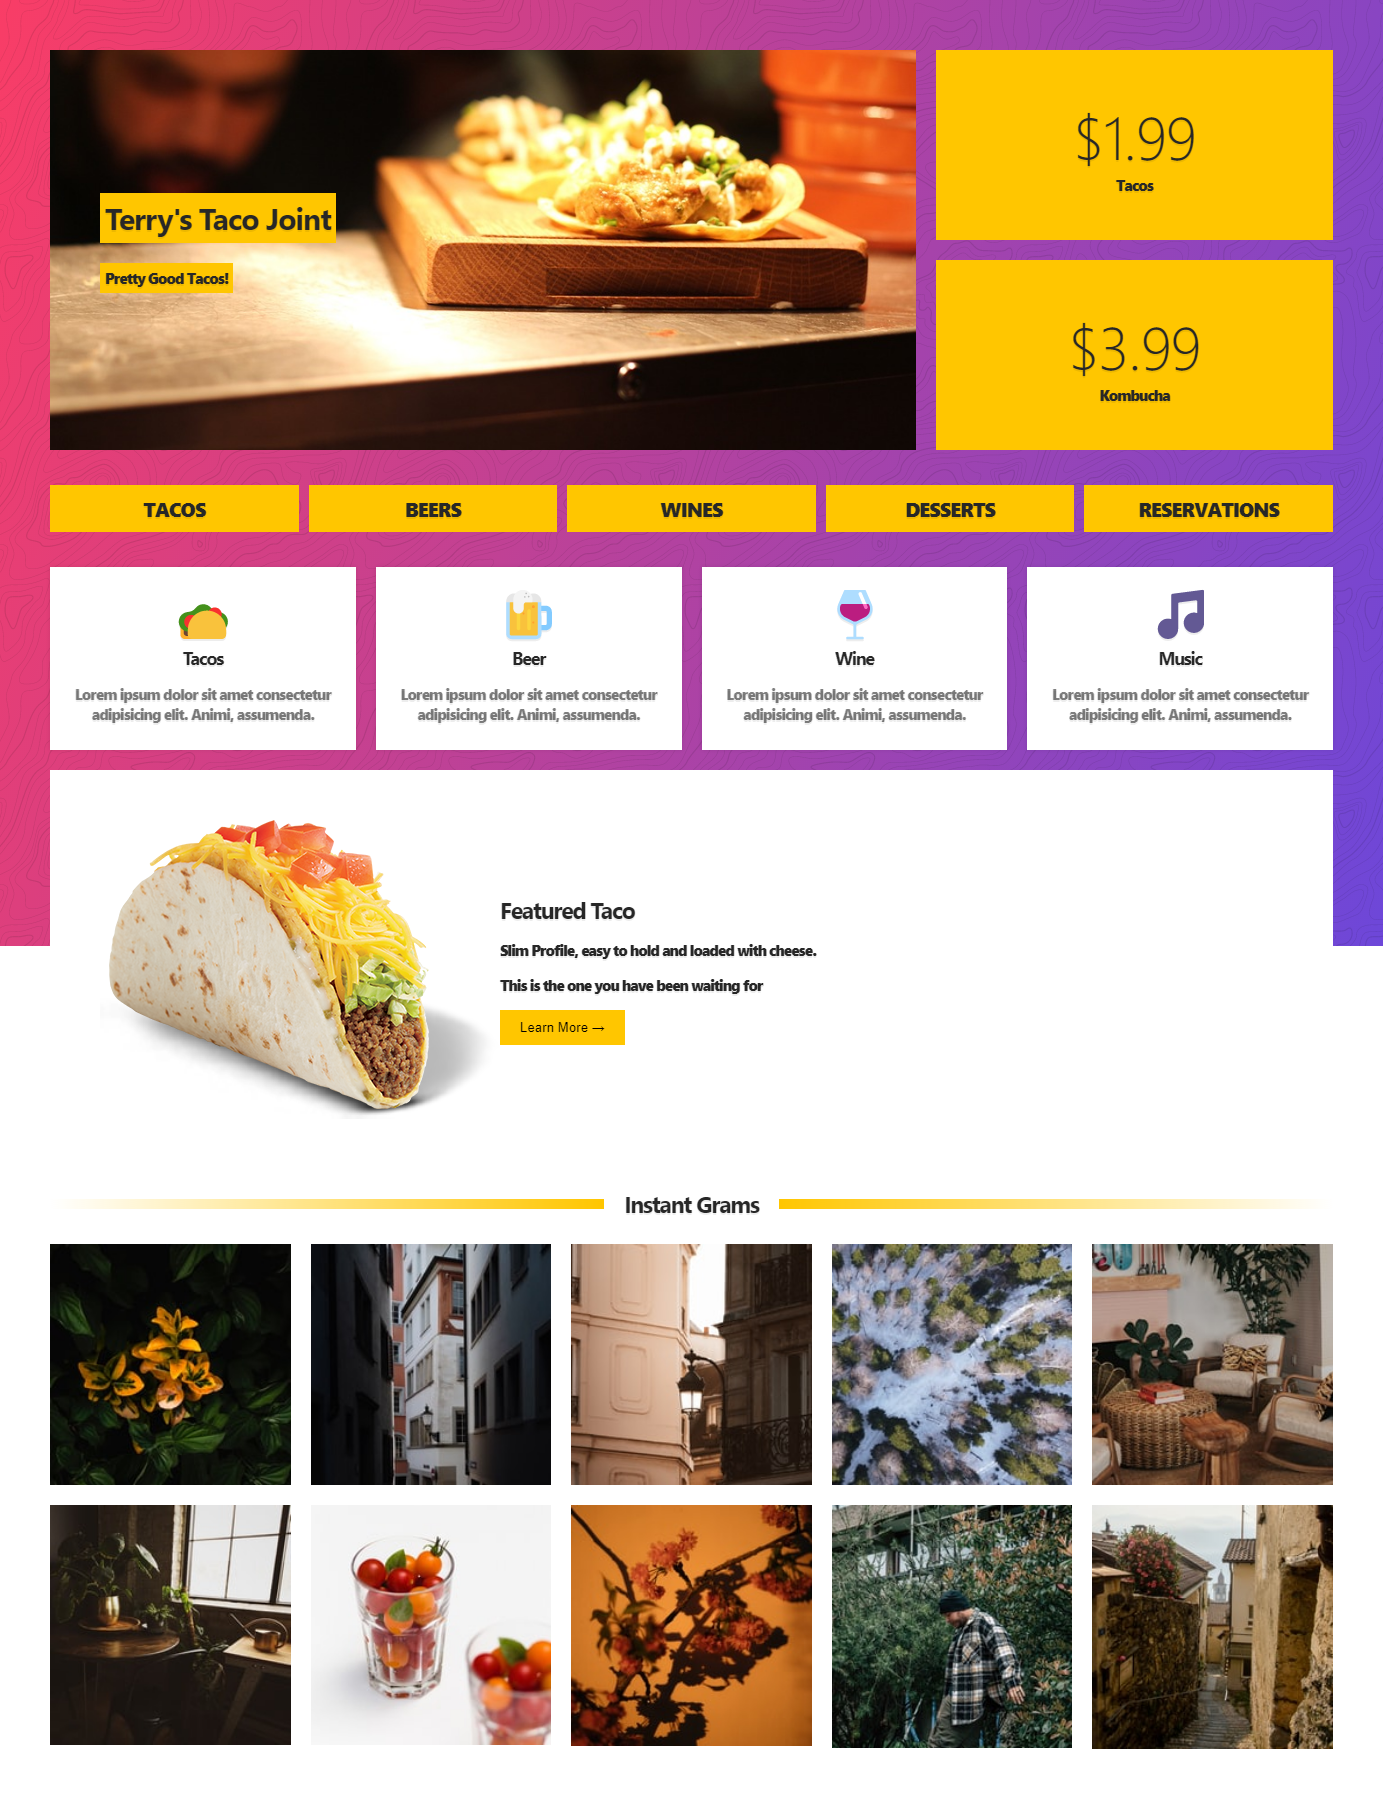 Terry's Taco Joint
Pretty Good Tacos!
$1.99
Tacos
$3.99
Kombucha
TACOS
BEERS
WINES
DESSERTS
RESERVATIONS
Tacos
Lorem ipsum dolor sit amet consectetur
adipisicing elit. Animi, assumenda.
Beer
Lorem ipsum dolor sit amet consectetur
adipisicing elit. Animi, assumenda.
Wine
Lorem ipsum dolor sit amet consectetur
adipisicing elit. Animi, assumenda.
Music
Lorem ipsum dolor sit amet consectetur
adipisicing elit. Animi, assumenda.
Featured Taco
Slim Profile, easy to hold and loaded with cheese.
This is the one you have been waiting for
Learn More →
Instant Grams